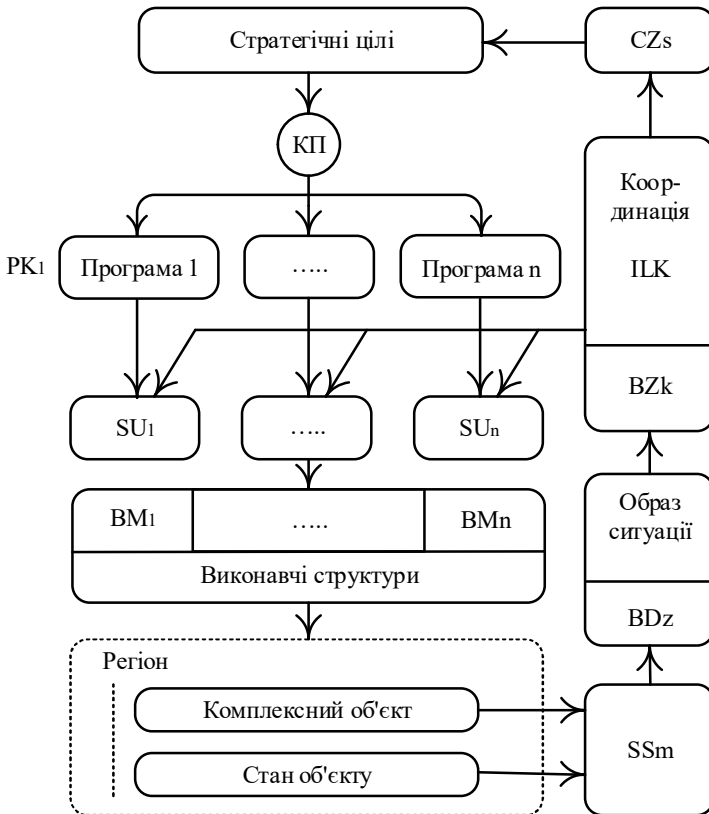 Стратегічні цілі
CZs
КП
Коор-
динація
ILK
PK1
Програма 1
…..
Програма n
BZk
SU1
…..
SUn
BM1
…..
BMn
Виконавчі структури
Образ
ситуації
BDz
Регіон
Комплексний об'єкт
Стан об'єкту
SSm